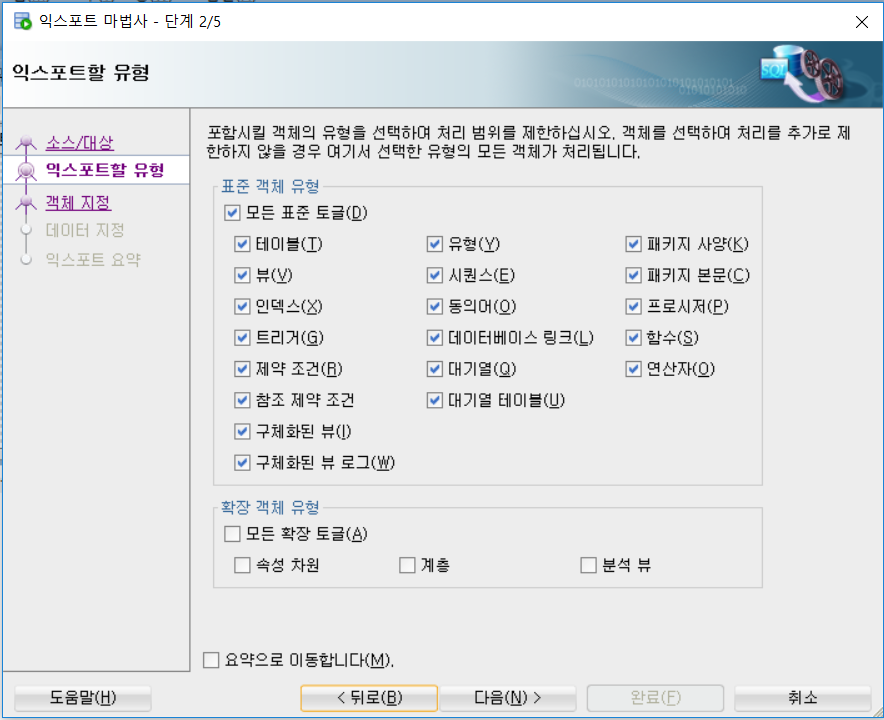 익스포트 마법사 - 단계 2/5
익스포트할 유형
SQL
0101010101010101010101010101
01010101010
소스/대상
익스포트할 유형
객체 지정
데이터 지정
익스포트 요약
포함시킬 객체의 유형을 선택하여 처리 범위를 제한하십시오. 객체를 선택하여 처리를 추가로 제
한하지 않을 경우 여기서 선택한 유형의 모든 객체가 처리됩니다.
표준 객체 유형
모든 표준 토글(D)
테이블(T) 유형(Y) 패키지 사양(K)
뷰(V) 시퀀스(E) 패키지 본문(C)
인덱스(X) 동의어(O) 프로시저(P)
트리거(G) 데이터베이스 링크(L) 함수(S)
제약 조건(R) 대기열(Q) 연산자(O)
참조 제약 조건 대기열 테이블(U)
구체화된 뷰(I)
구체화된 뷰 로그(W)
확장 객체 유형
모든 확장 토글(A)
속성 차원 계층 분석 뷰
요약으로 이동합니다(M).
도움말(H) < 뒤로(B) 다음(N) > 완료(F) 취소